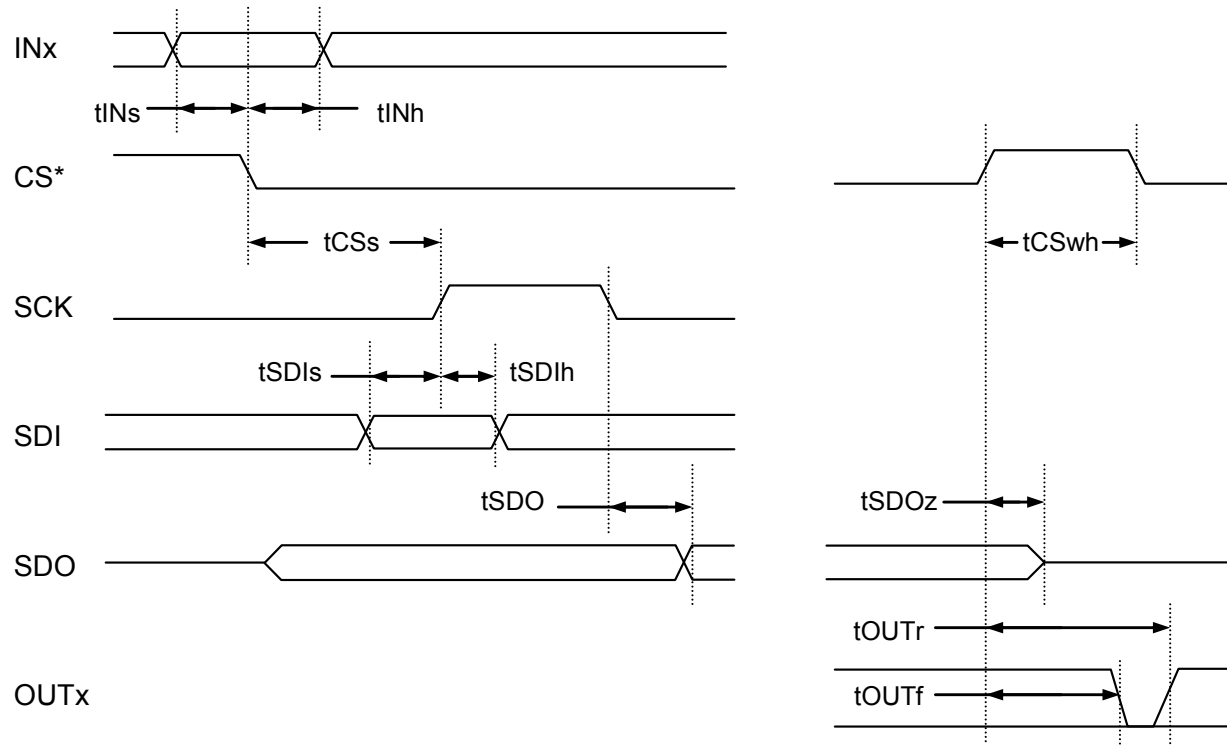 INx
tINs
tINh
CS*
tCSs
tCSwh
SCK
tSDIs
tSDIh
SDI
tSDO
tSDOz
SDO
tOUTr
OUTx
tOUTf